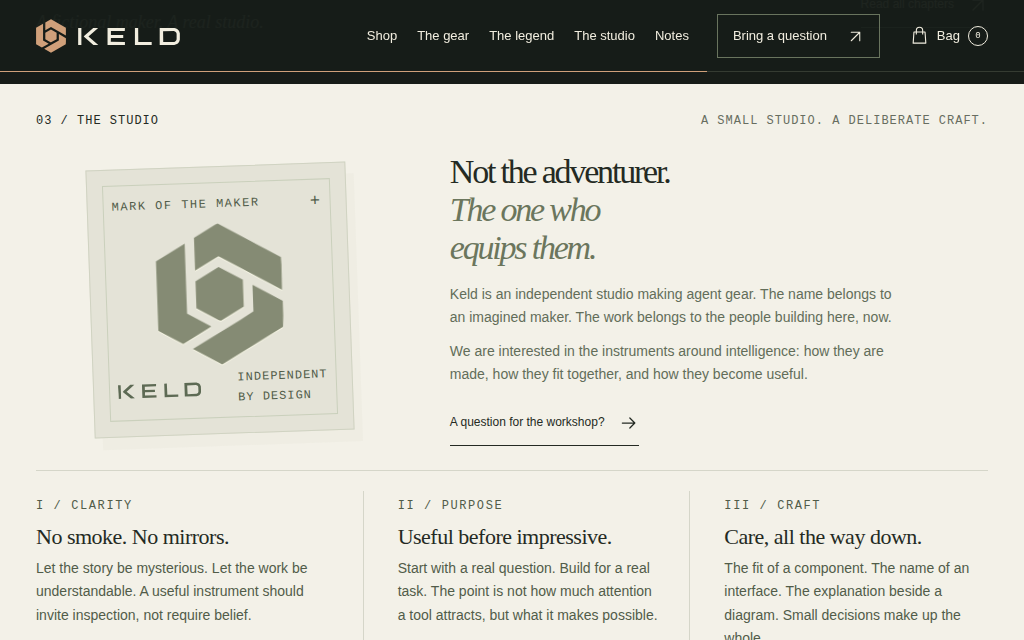 Read all chapters
A fictional maker. A real studio.
KELD
Shop The gear The legend The studio Notes Bring a question Bag 0
03 / THE STUDIO
A SMALL STUDIO. A DELIBERATE CRAFT.
MARK OF THE MAKER +
KELD
INDEPENDENT
BY DESIGN
Not the adventurer.
The one who
equips them.
Keld is an independent studio making agent gear. The name belongs to
an imagined maker. The work belongs to the people building here, now.
We are interested in the instruments around intelligence: how they are
made, how they fit together, and how they become useful.
A question for the workshop?
I / CLARITY
No smoke. No mirrors.
Let the story be mysterious. Let the work be
understandable. A useful instrument should
invite inspection, not require belief.
II / PURPOSE
Useful before impressive.
Start with a real question. Build for a real
task. The point is not how much attention
a tool attracts, but what it makes possible.
III / CRAFT
Care, all the way down.
The fit of a component. The name of an
interface. The explanation beside a
diagram. Small decisions make up the
whole.